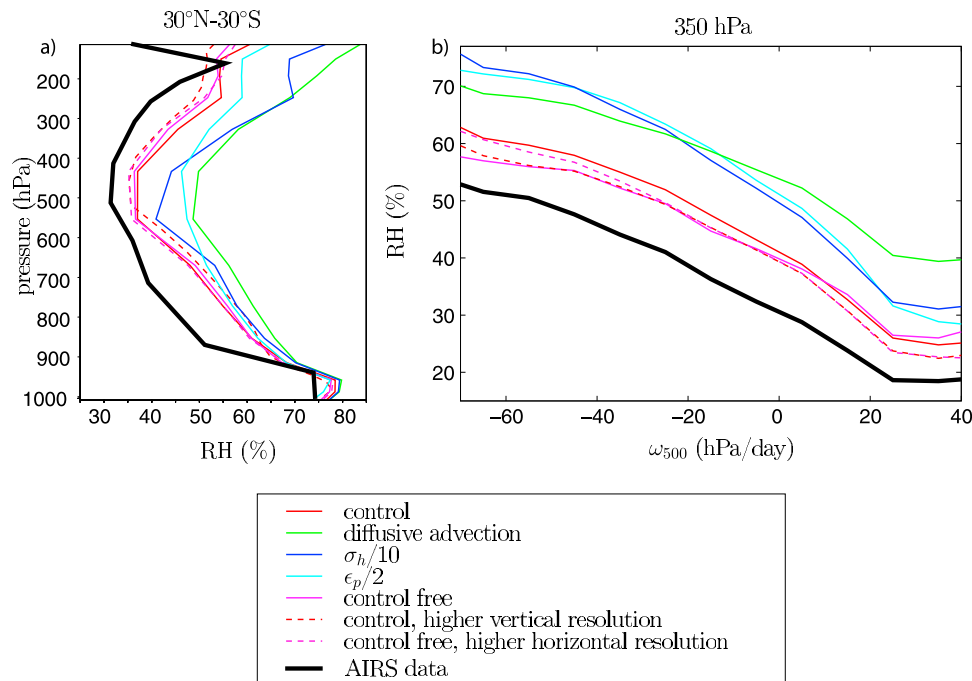 30°N-30°S
350 hPa
a)
200
300
400
500
600
700
800
900
1000
pressure (hPa)
30 40 50 60 70 80
RH (%)
b)
70
60
50
40
30
20
RH (%)
−60 −40 −20 0 20 40
ω500 (hPa/day)
control
diffusive advection
σh/10
ϵp/2
control free
control, higher vertical resolution
control free, higher horizontal resolution
AIRS data